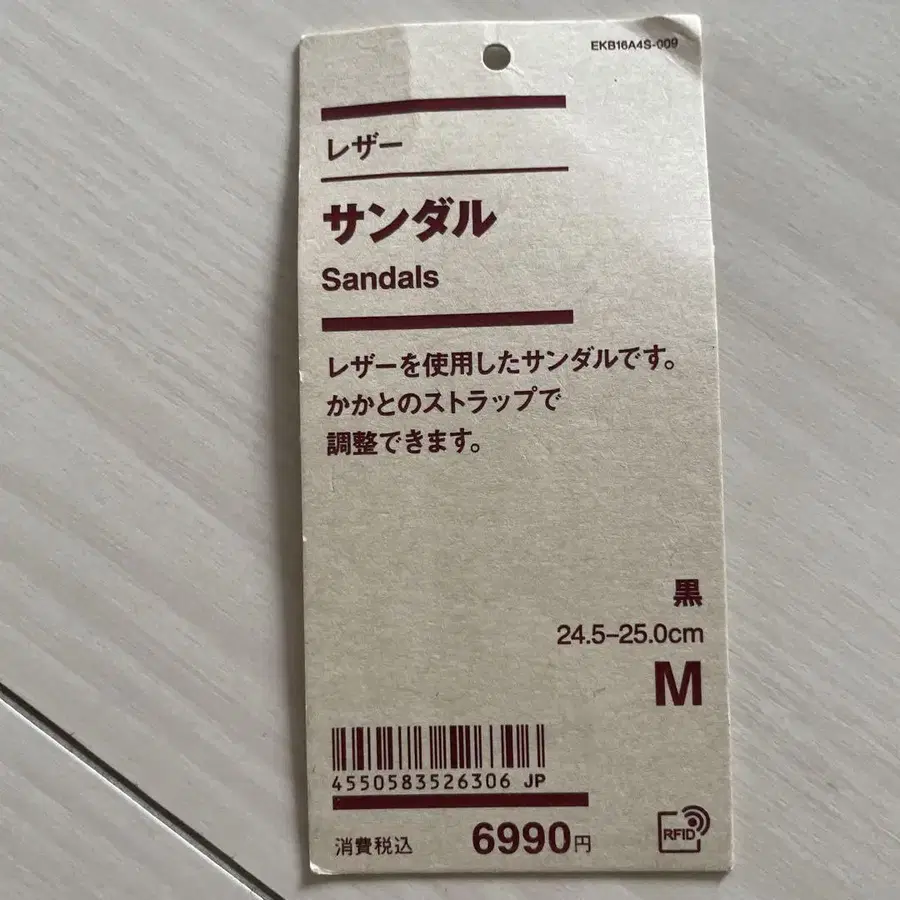 EKB16A4S-009
レザー
サンダル
Sandals
レザーを使用したサンダルです。
かかとのストラップで
調整できます。
黒
24.5-25.0cm
M
4550583526306 JP
消費税込 6990円
RFID